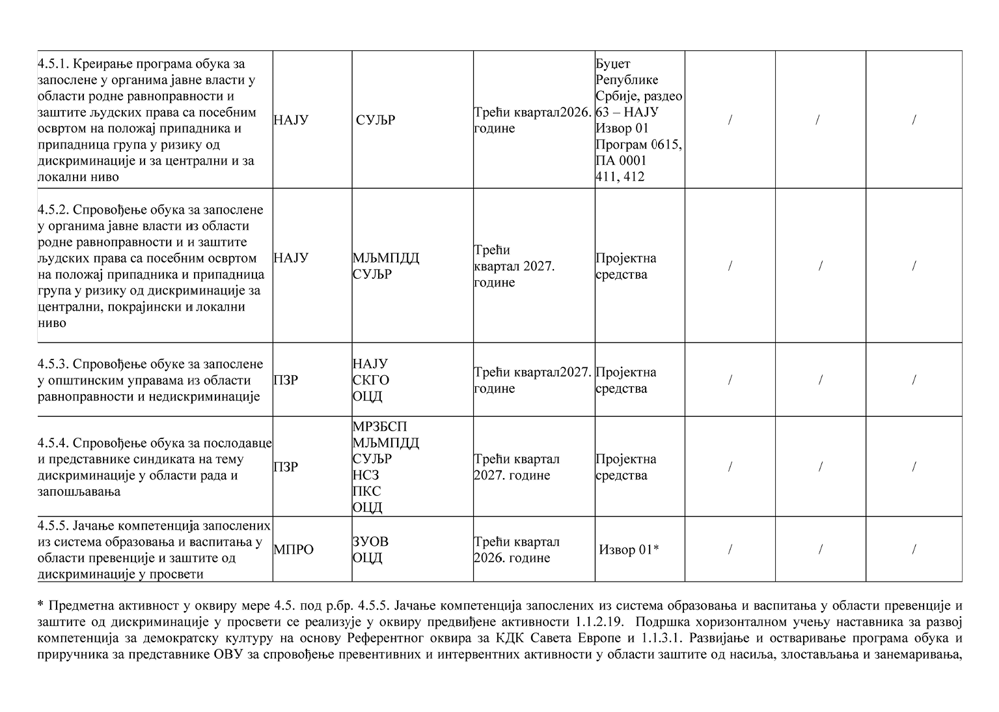 4.5.1. Креирање програма обука за
запослене у органима јавне власти у
области родне равноправности и
заштите људских права са посебним
освртом на положај припадника и
припадница група у ризику од
дискриминације и за централни и за
локални ниво
НАЈУ
СУЉР
Трећи квартал2026.
године
Буџет
Републике
Србије, раздео
63 – НАЈУ
Извор 01
Програм 0615,
ПА 0001
411, 412
/
/
/
4.5.2. Спровођење обука за запослене
у органима јавне власти из области
родне равноправности и и заштите
људских права са посебним освртом
на положај припадника и припадница
група у ризику од дискриминације за
централни, покрајински и локални
ниво
НАЈУ
МЉМПДД
СУЉР
Трећи
квартал 2027.
године
Пројектна
средства
/
/
/
4.5.3. Спровођење обуке за запослене
у општинским управама из области
равноправности и недискриминације
ПЗР
НАЈУ
СКГО
ОЦД
Трећи квартал2027.
године
Пројектна
средства
/
/
/
4.5.4. Спровођење обука за послодавце
и представнике синдиката на тему
дискриминације у области рада и
запошљавања
ПЗР
МРЗБСП
МЉМПДД
СУЉР
НСЗ
ПКС
ОЦД
Трећи квартал
2027. године
Пројектна
средства
/
/
/
4.5.5. Јачање компетенција запослених
из система образовања и васпитања у
области превенције и заштите од
дискриминације у просвети
МПРО
ЗУОВ
ОЦД
Трећи квартал
2026. године
Извор 01*
/
/
/
* Предметна активност у оквиру мере 4.5. под р.бр. 4.5.5. Јачање компетенција запослених из система образовања и васпитања у области превенције и
заштите од дискриминације у просвети се реализује у оквиру предвиђене активности 1.1.2.19. Подршка хоризонталном учењу наставника за развој
компетенција за демократску културу на основу Референтног оквира за КДК Савета Европе и 1.1.3.1. Развијање и остваривање програма обука и
приручника за представнике ОВУ за спровођење превентивних и интервентних активности у области заштите од насиља, злостављања и занемаривања,